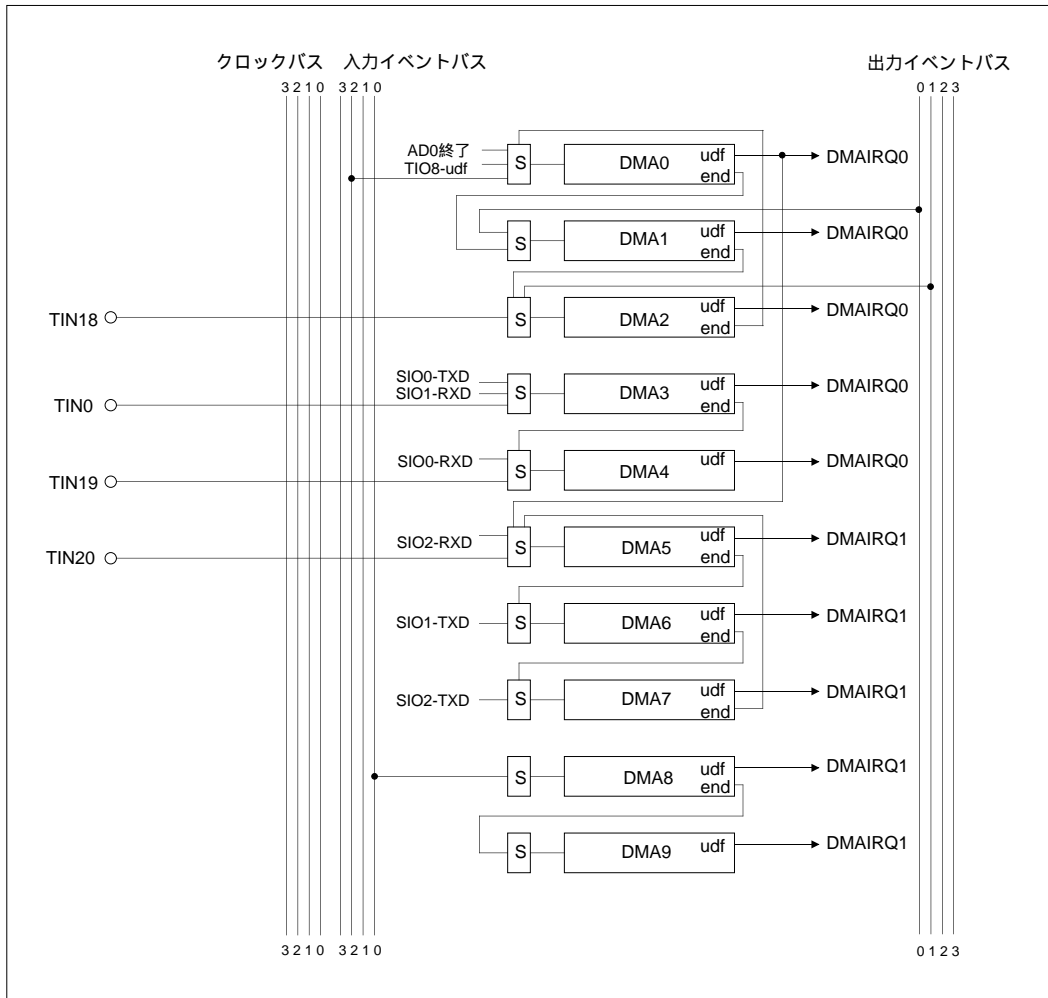 クロックバス 入力イベントバス 出力イベントバス
3 2 1 0 3 2 1 0 0 1 2 3
AD0終了
TIO8-udf
S DMA0 udf end DMAIRQ0
S DMA1 udf end DMAIRQ0
TIN18 S DMA2 udf end DMAIRQ0
SIO0-TXD
SIO1-RXD
TIN0 S DMA3 udf end DMAIRQ0
SIO0-RXD
TIN19 S DMA4 udf DMAIRQ0
SIO2-RXD
TIN20 S DMA5 udf end DMAIRQ1
SIO1-TXD S DMA6 udf end DMAIRQ1
SIO2-TXD S DMA7 udf end DMAIRQ1
S DMA8 udf end DMAIRQ1
S DMA9 udf DMAIRQ1
3 2 1 0 3 2 1 0 0 1 2 3